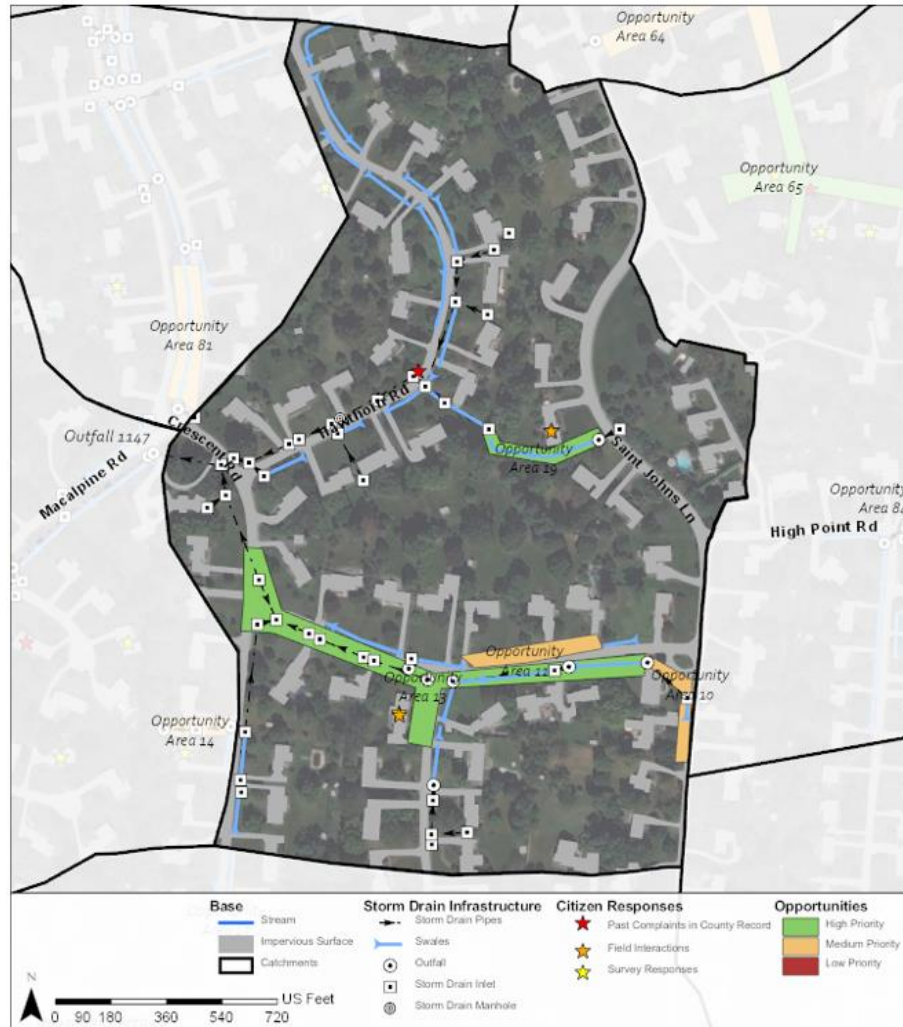 Opportunity
Area 64
Opportunity
Area 65
Opportunity
Area 81
Outfall 1147
Crescent Rd
Hawthorn Rd
Macalpine Rd
Opportunity
Area 19
Saint Johns Ln
Opportunity
High Point Rd
Opportunity
Area 11
Opportunity
Area 13
Opportunity
Area 10
Opportunity
Area 14
Base
Stream
Impervious Surface
Catchments
Storm Drain Infrastructure
Storm Drain Pipes
Swales
Outfall
Storm Drain Inlet
Storm Drain Manhole
Citizen Responses
Past Complaints in County Record
Field Interactions
Survey Responses
Opportunities
High Priority
Medium Priority
Low Priority
N
US Feet
0 90 180 360 540 720